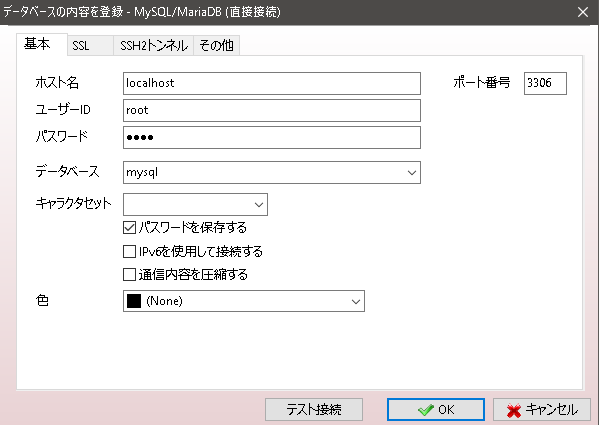 データベースの内容を登録 - MySQL/MariaDB (直接接続)
基本 SSL SSH2トンネル その他
ホスト名 localhost ポート番号 3306
ユーザーID root
パスワード ●●●●
データベース mysql
キャラクタセット
パスワードを保存する
IPv6を使用して接続する
通信内容を圧縮する
色 (None)
テスト接続 OK キャンセル